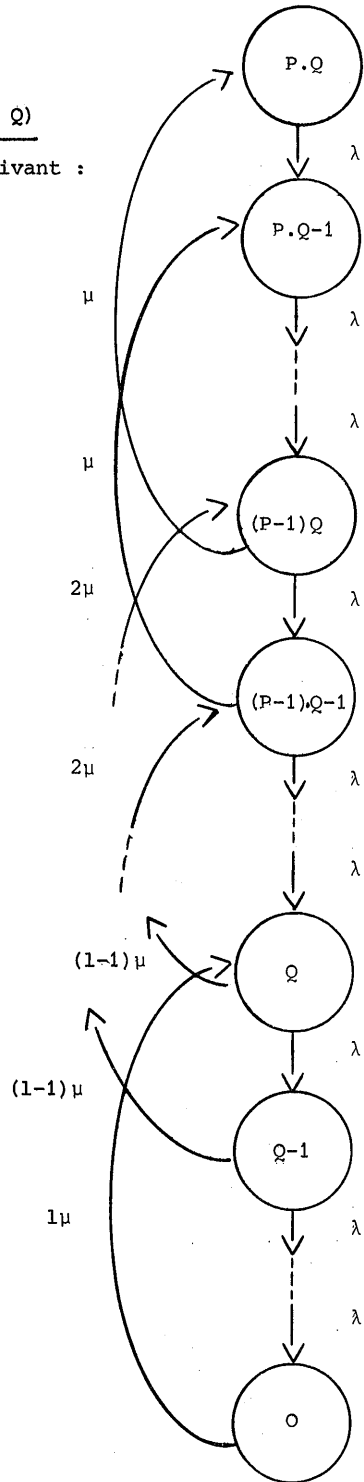 P.Q
Q)
λ
ivant :
P.Q-1
μ
λ
λ
μ
(P-1)Q
2μ
λ
(P-1).Q-1
2μ
λ
λ
(l-1)μ
Q
λ
(l-1)μ
Q-1
lμ
λ
λ
O